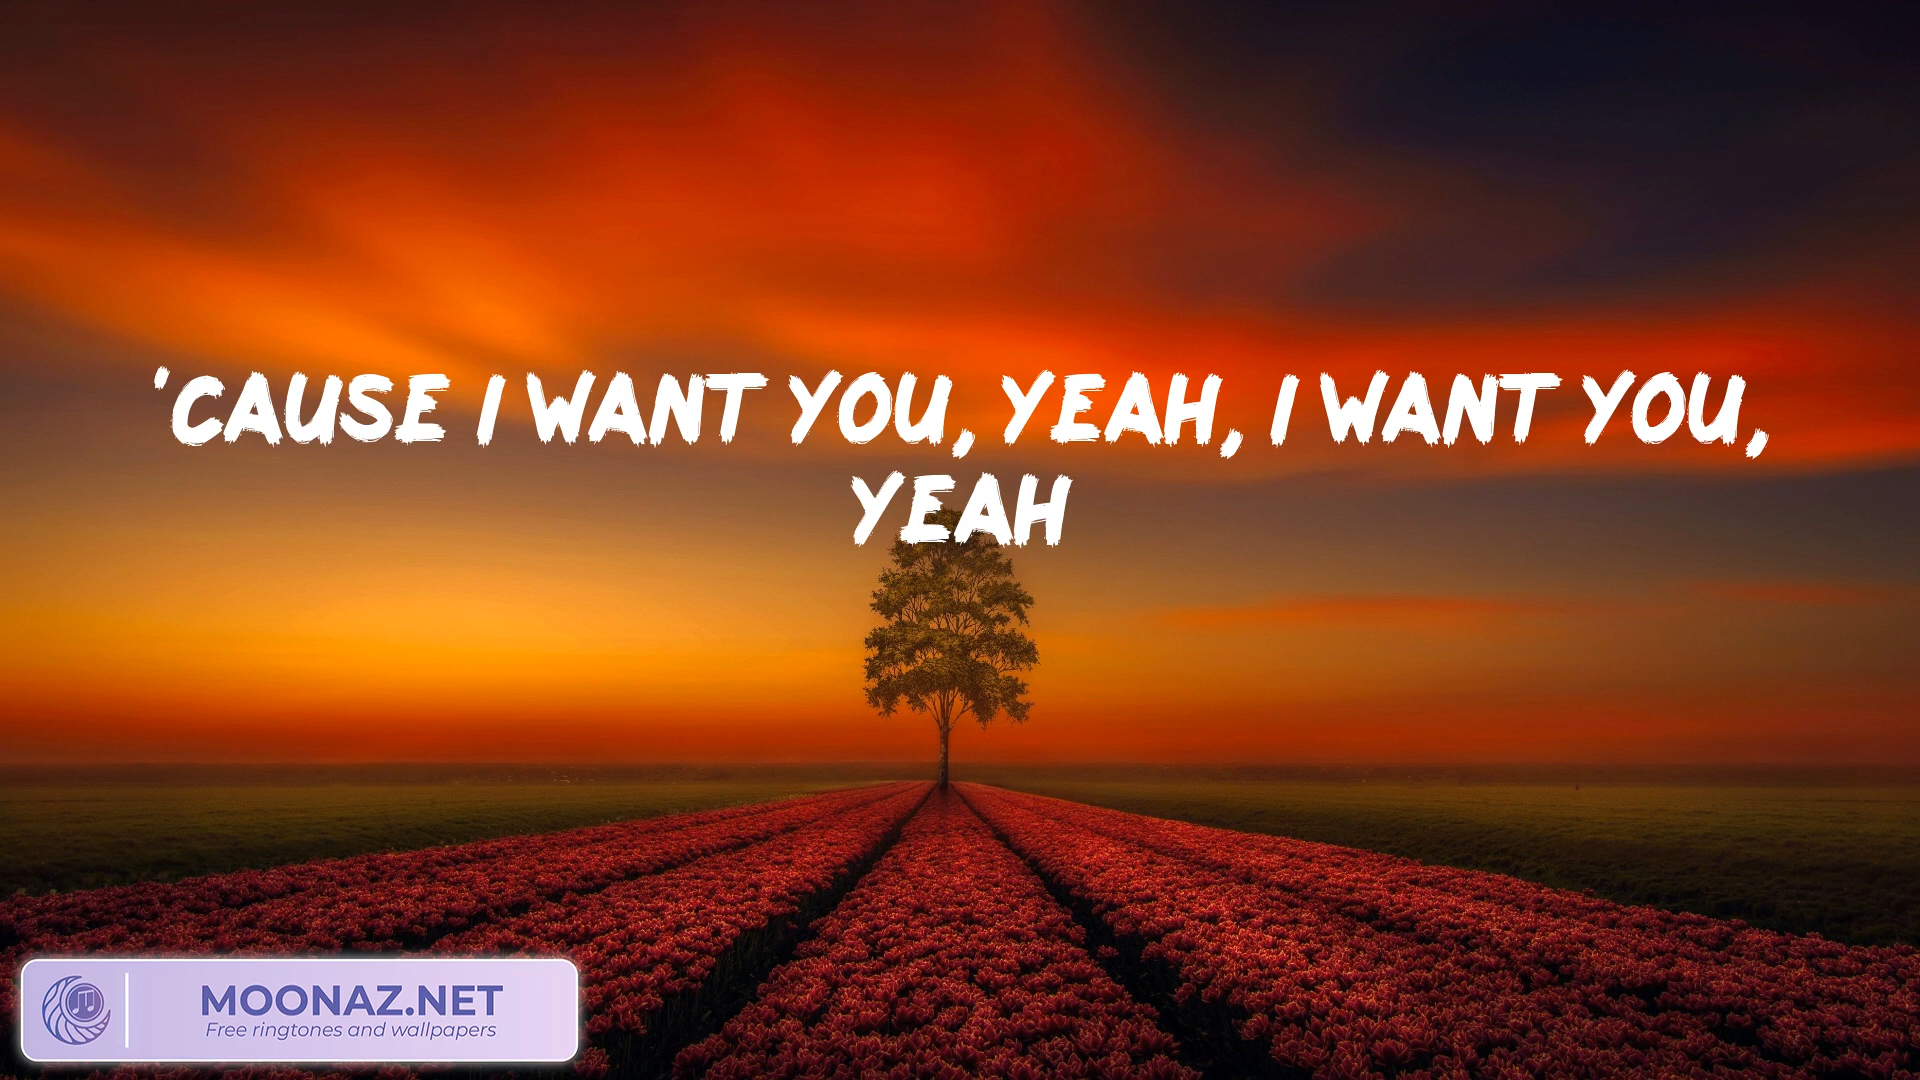 'CAUSE I WANT YOU, YEAH, I WANT YOU,
YEAH
MOONAZ.NET
Free ringtones and wallpapers